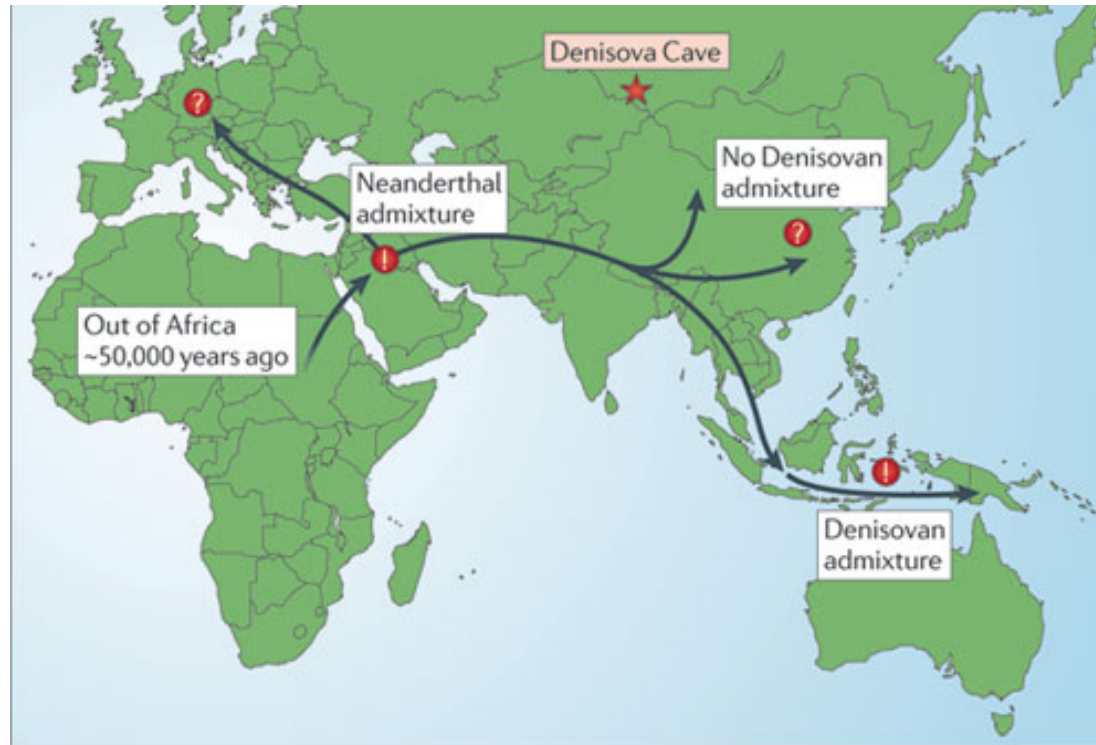 Denisova Cave
No Denisovan
admixture
?
?
Neanderthal
admixture
!
Out of Africa
~50,000 years ago
!
Denisovan
admixture